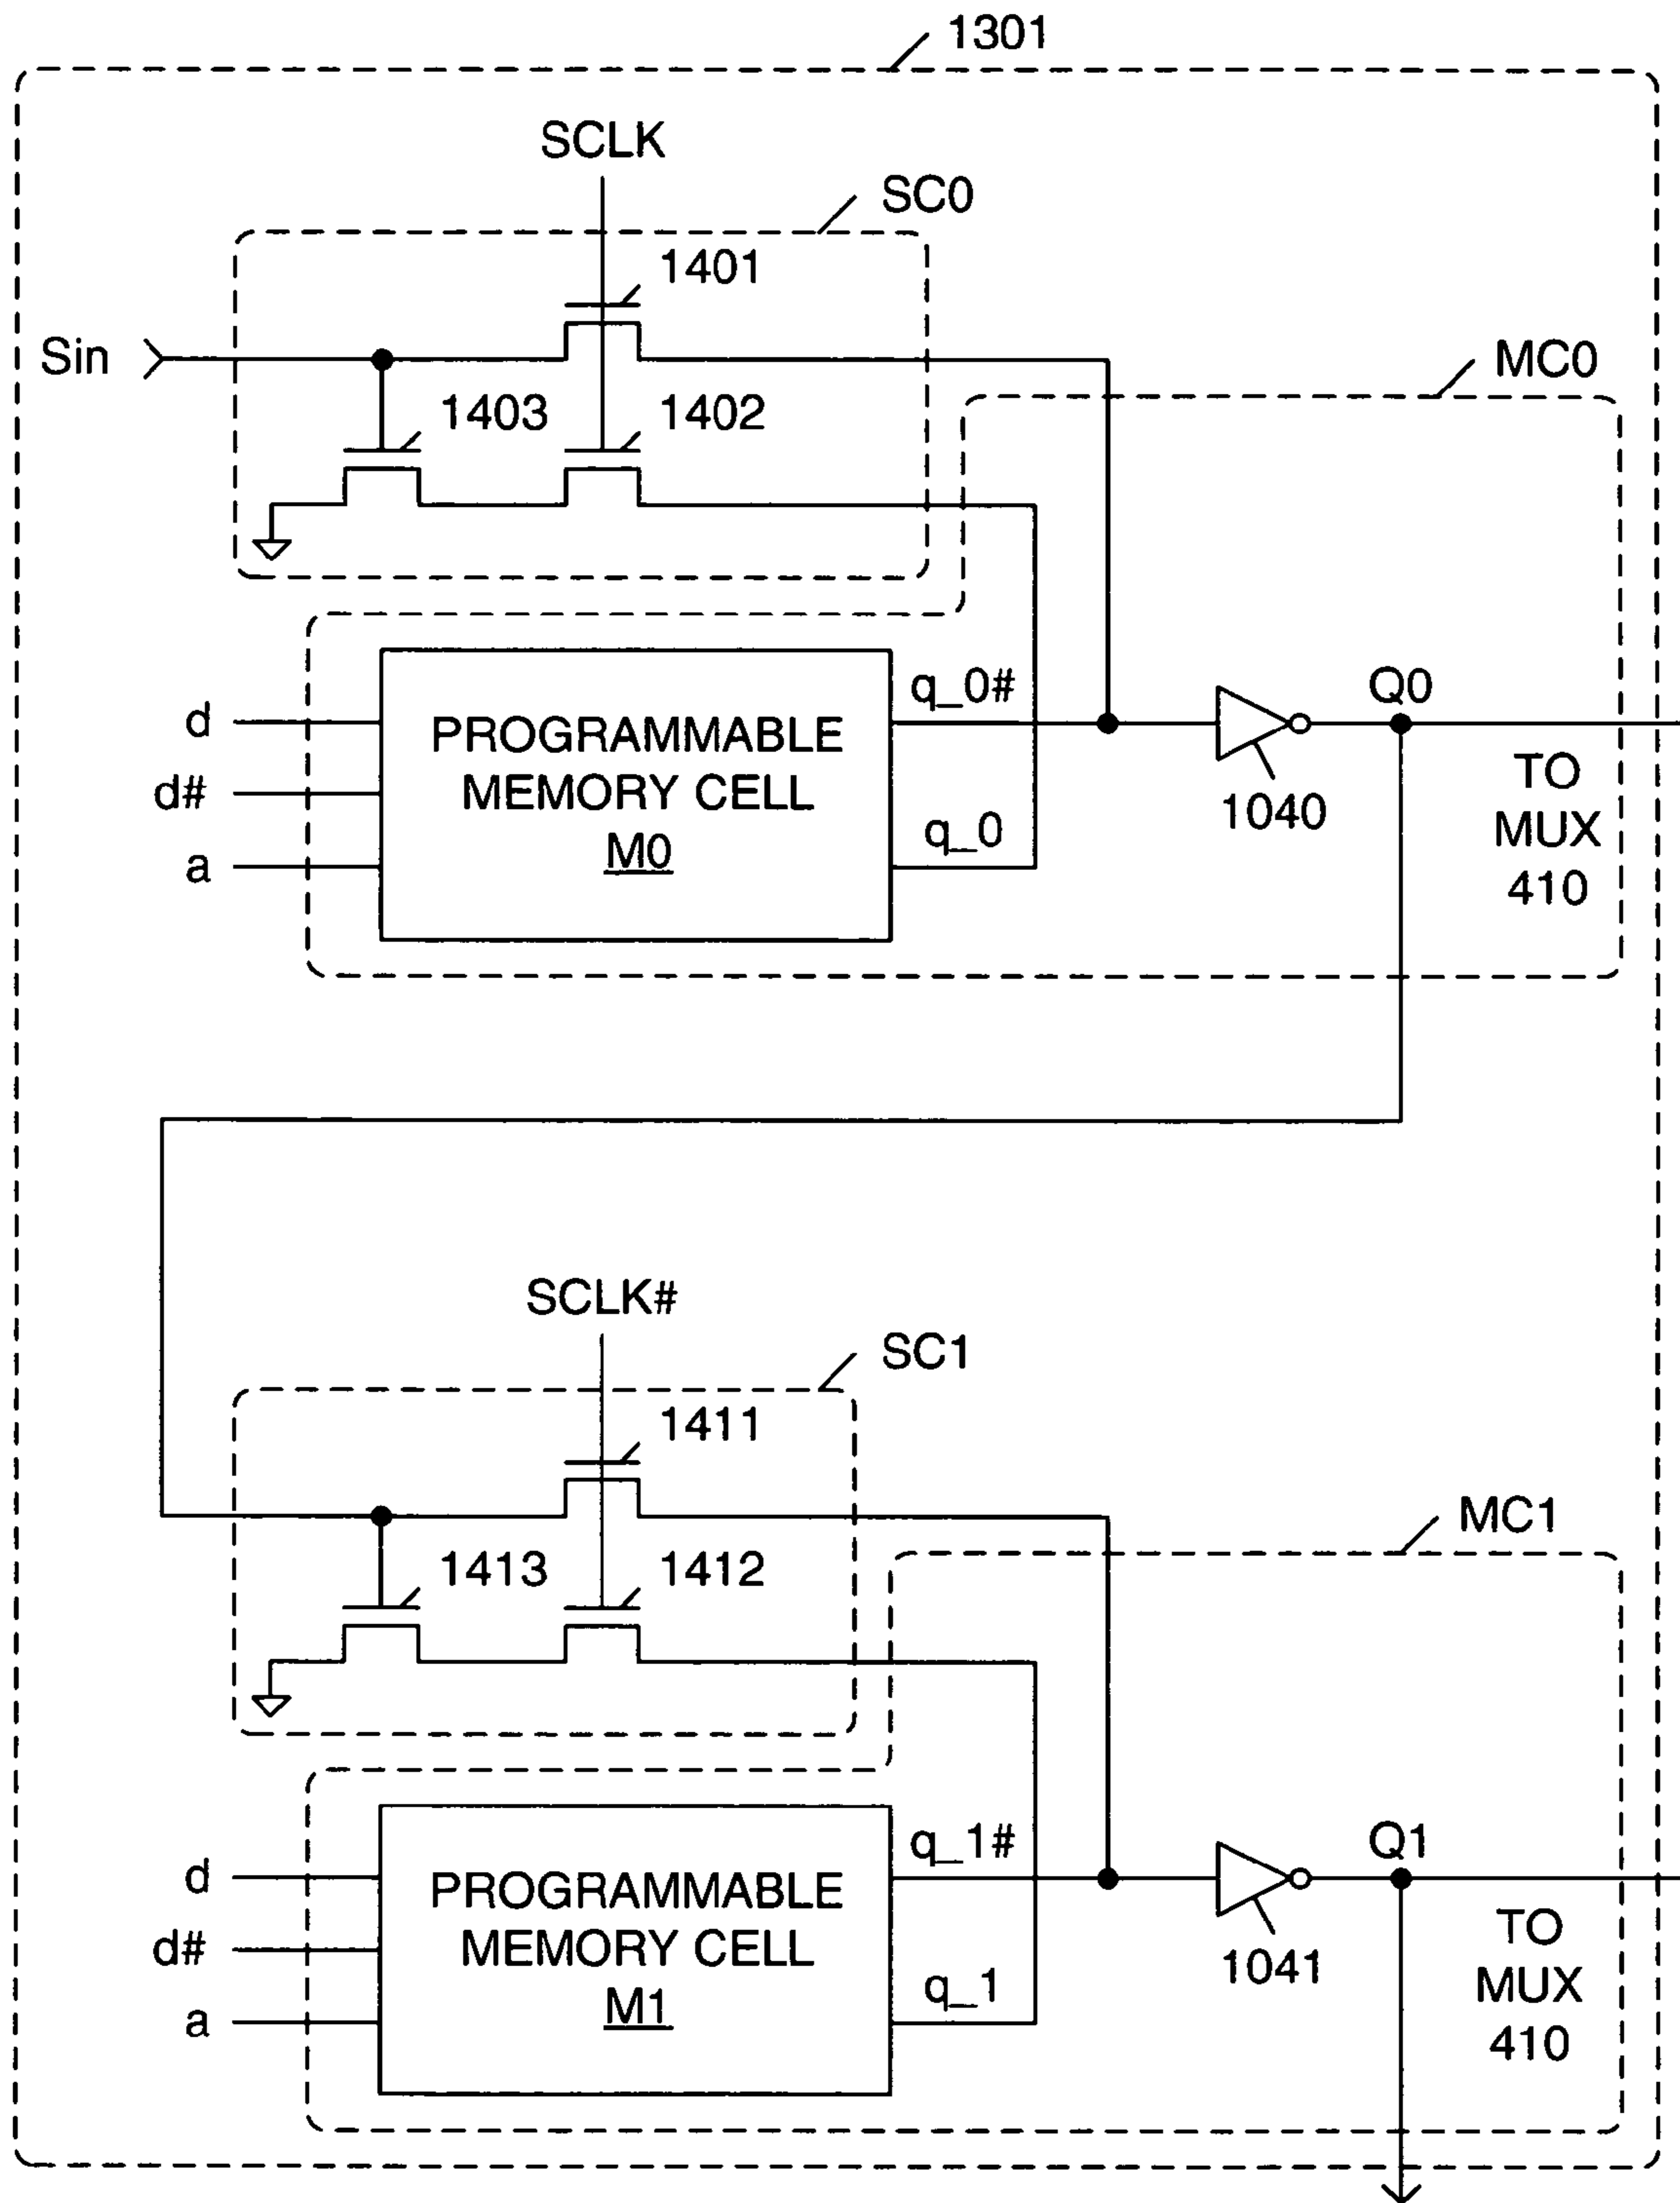 1301
SCLK
SC0
1401
Sin
MC0
1403
1402
q_0#
Q0
d
PROGRAMMABLE
MEMORY CELL
M0
d#
a
q_0
1040
TO
MUX
410
SCLK#
SC1
1411
MC1
1413
1412
q_1#
Q1
d
PROGRAMMABLE
MEMORY CELL
M1
d#
a
q_1
1041
TO
MUX
410